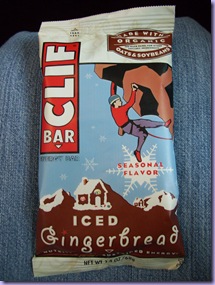 MADE WITH
ORGANIC
OATS & SOYBEANS
CLIF
BAR
SEASONAL
FLAVOR
ICED
Gingerbread